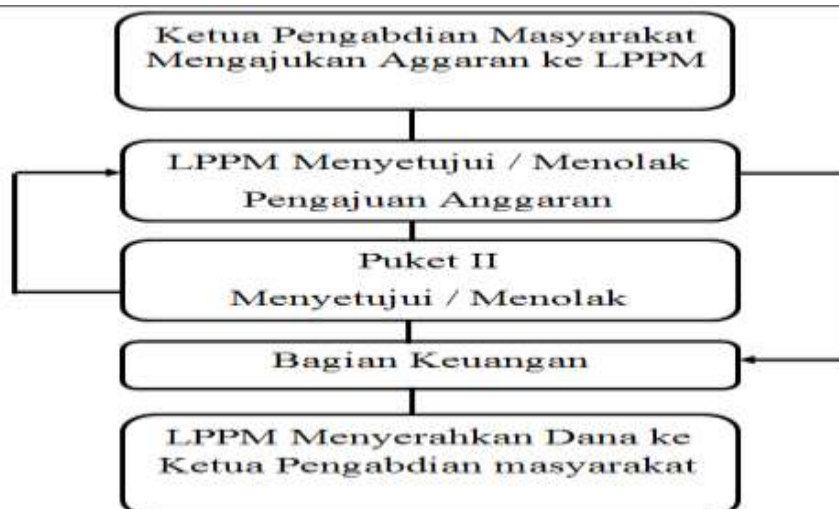 Ketua Pengabdian Masyarakat
Mengajukan Aggaran ke LPPM
LPPM Menyetujui / Menolak
Pengajuan Anggaran
Puket II
Menyetujui / Menolak
Bagian Keuangan
LPPM Menyerahkan Dana ke
Ketua Pengabdian masyarakat